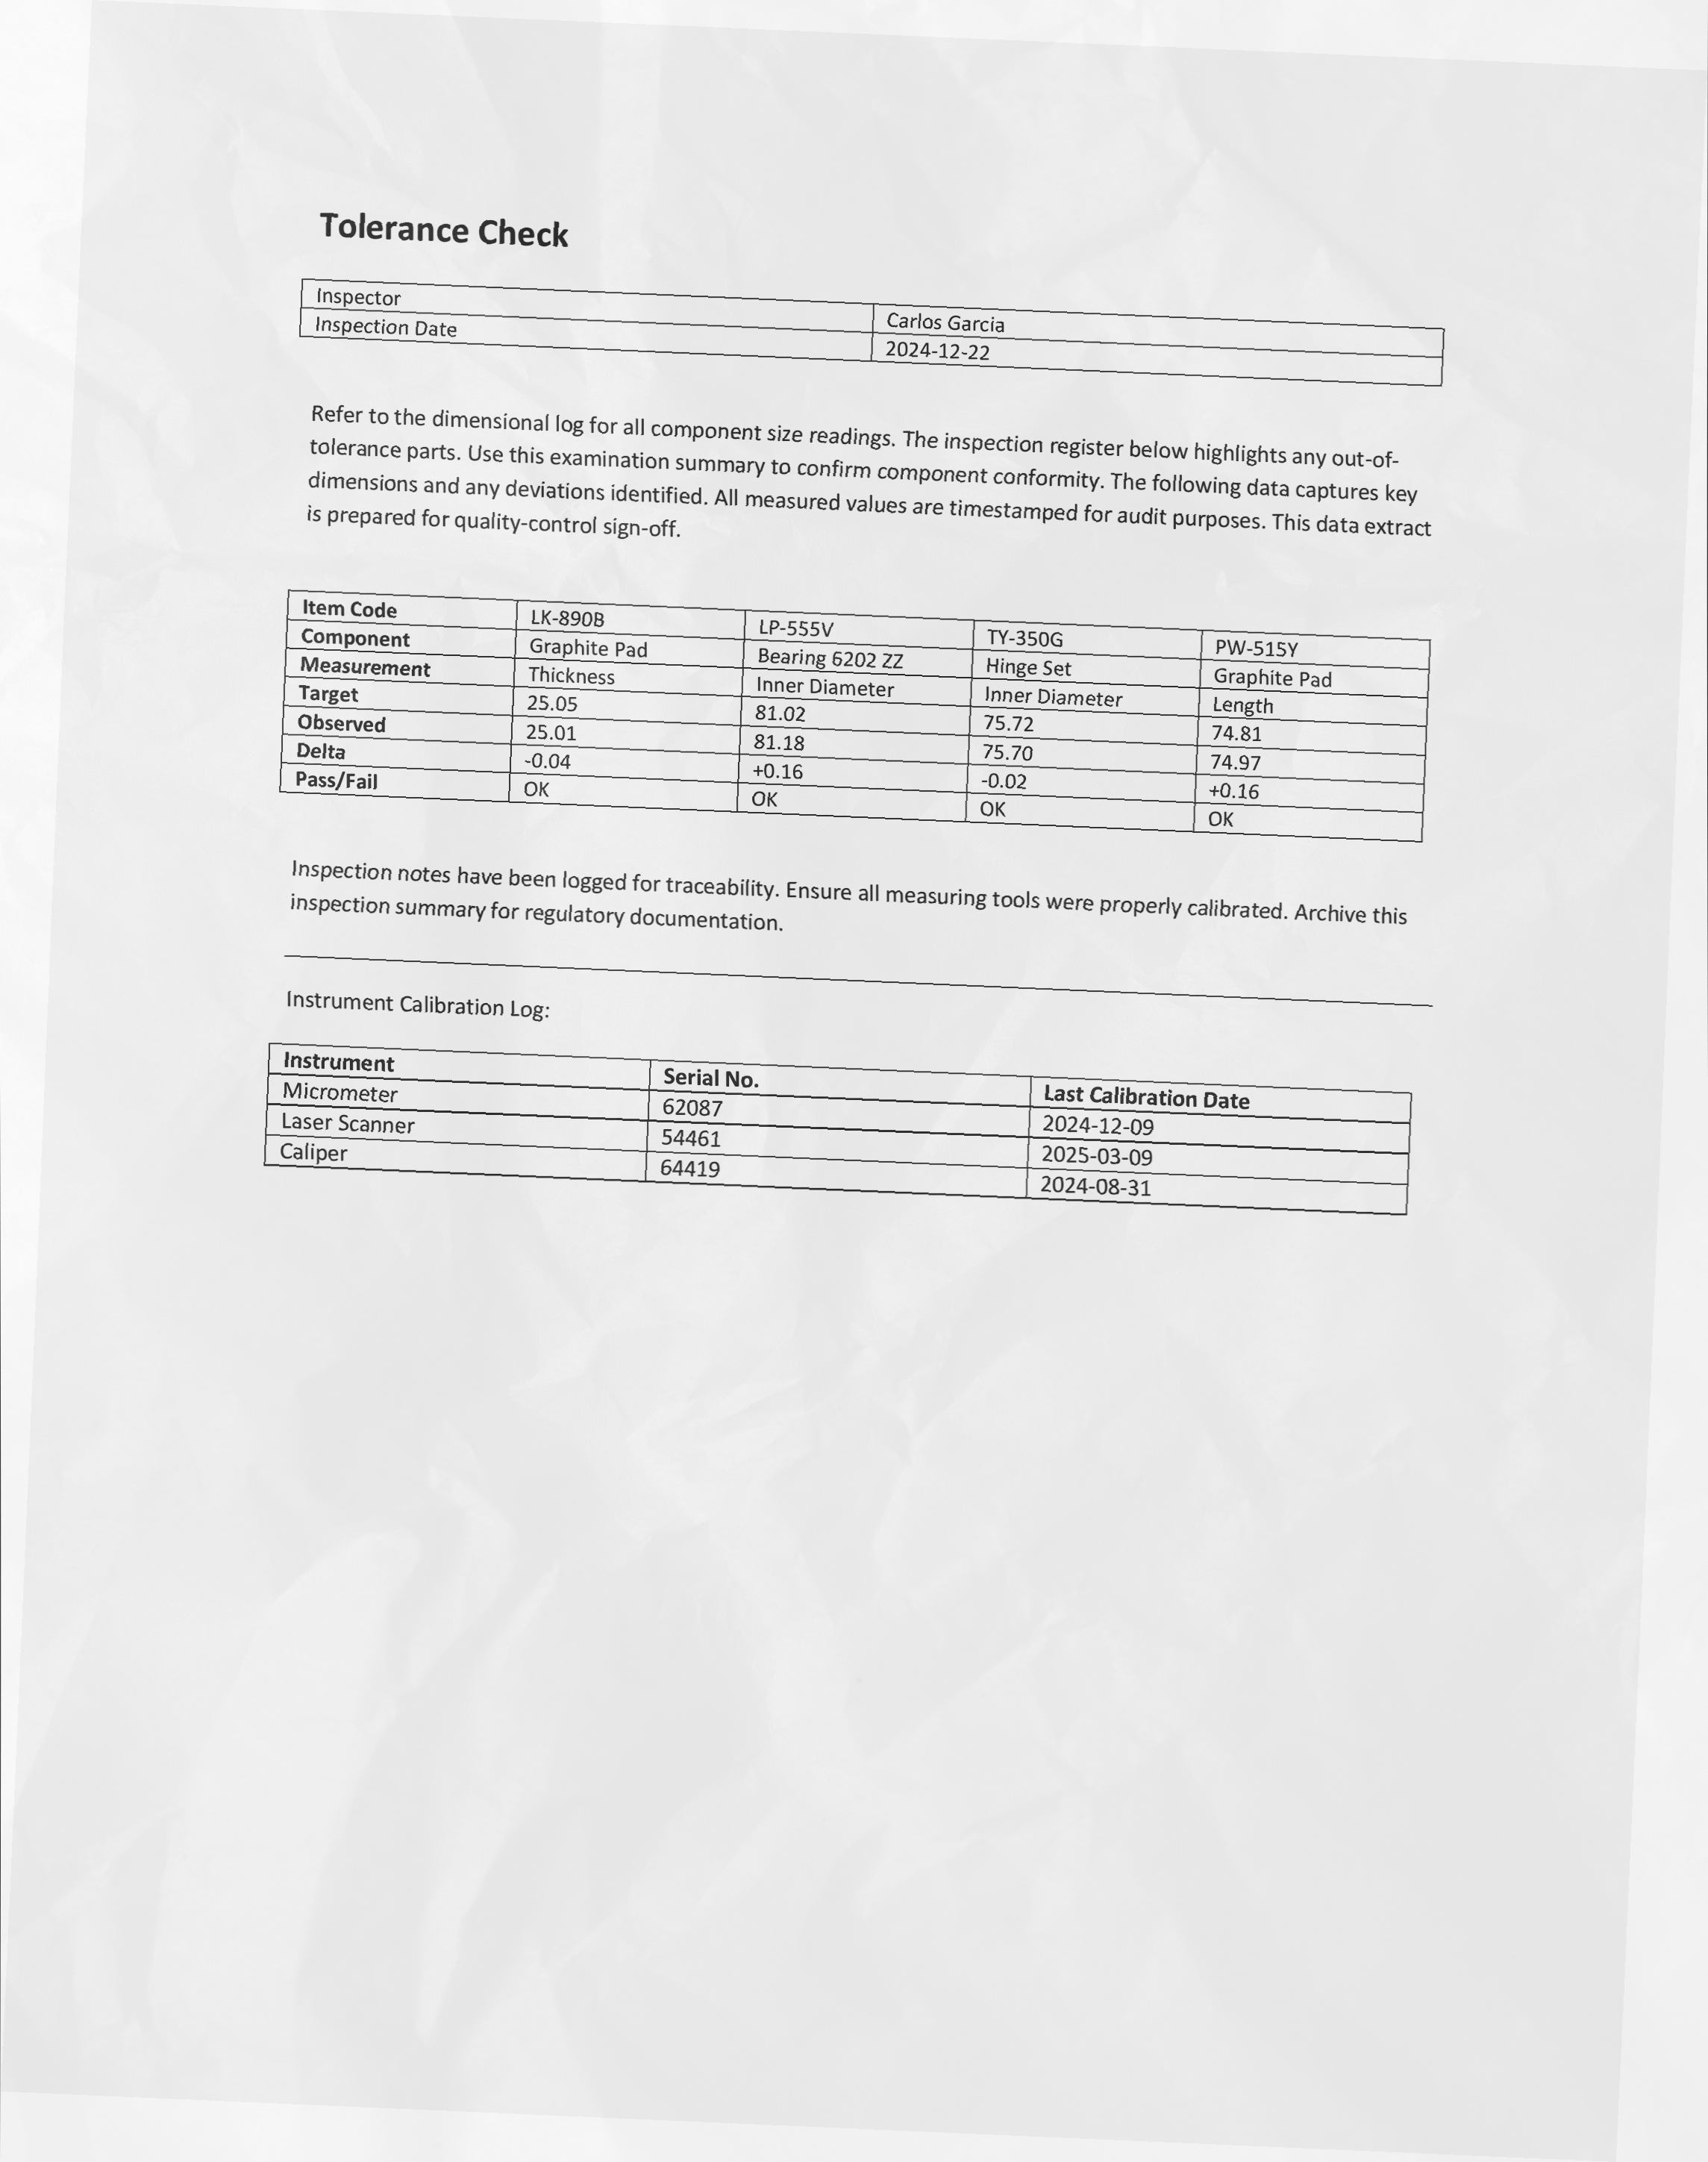 Tolerance Check
Inspector Carlos Garcia
Inspection Date 2024-12-22
Refer to the dimensional log for all component size readings. The inspection register below highlights any out-of-
tolerance parts. Use this examination summary to confirm component conformity. The following data captures key
dimensions and any deviations identified. All measured values are timestamped for audit purposes. This data extract
is prepared for quality-control sign-off.
Item Code LK-890B LP-555V TY-350G PW-515Y
Component Graphite Pad Bearing 6202 ZZ Hinge Set Graphite Pad
Measurement Thickness Inner Diameter Inner Diameter Length
Target 25.05 81.02 75.72 74.81
Observed 25.01 81.18 75.70 74.97
Delta -0.04 +0.16 -0.02 +0.16
Pass/Fail OK OK OK OK
Inspection notes have been logged for traceability. Ensure all measuring tools were properly calibrated. Archive this
inspection summary for regulatory documentation.
Instrument Calibration Log:
Instrument Serial No. Last Calibration Date
Micrometer 62087 2024-12-09
Laser Scanner 54461 2025-03-09
Caliper 64419 2024-08-31